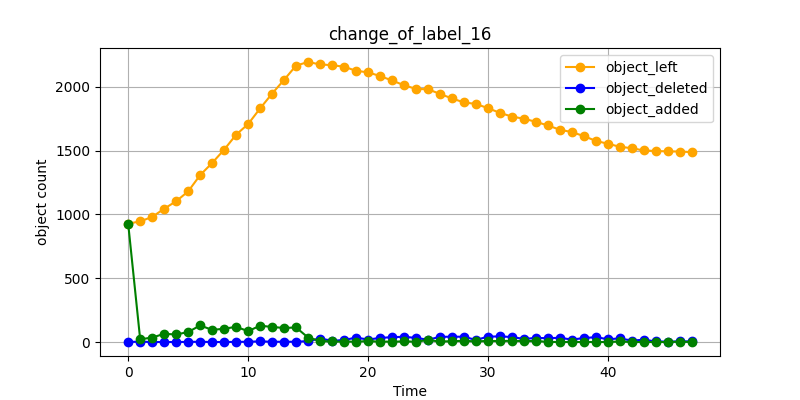 change_of_label_16
object_left
object_deleted
object_added
object count
2000
1500
1000
500
0
0 10 20 30 40
Time